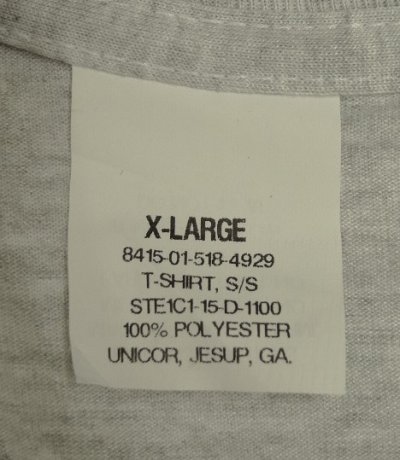 X-LARGE
8415-01-518-4929
T-SHIRT, S/S
STE1C1-15-D-1100
100% POLYESTER
UNICOR, JESUP, GA.